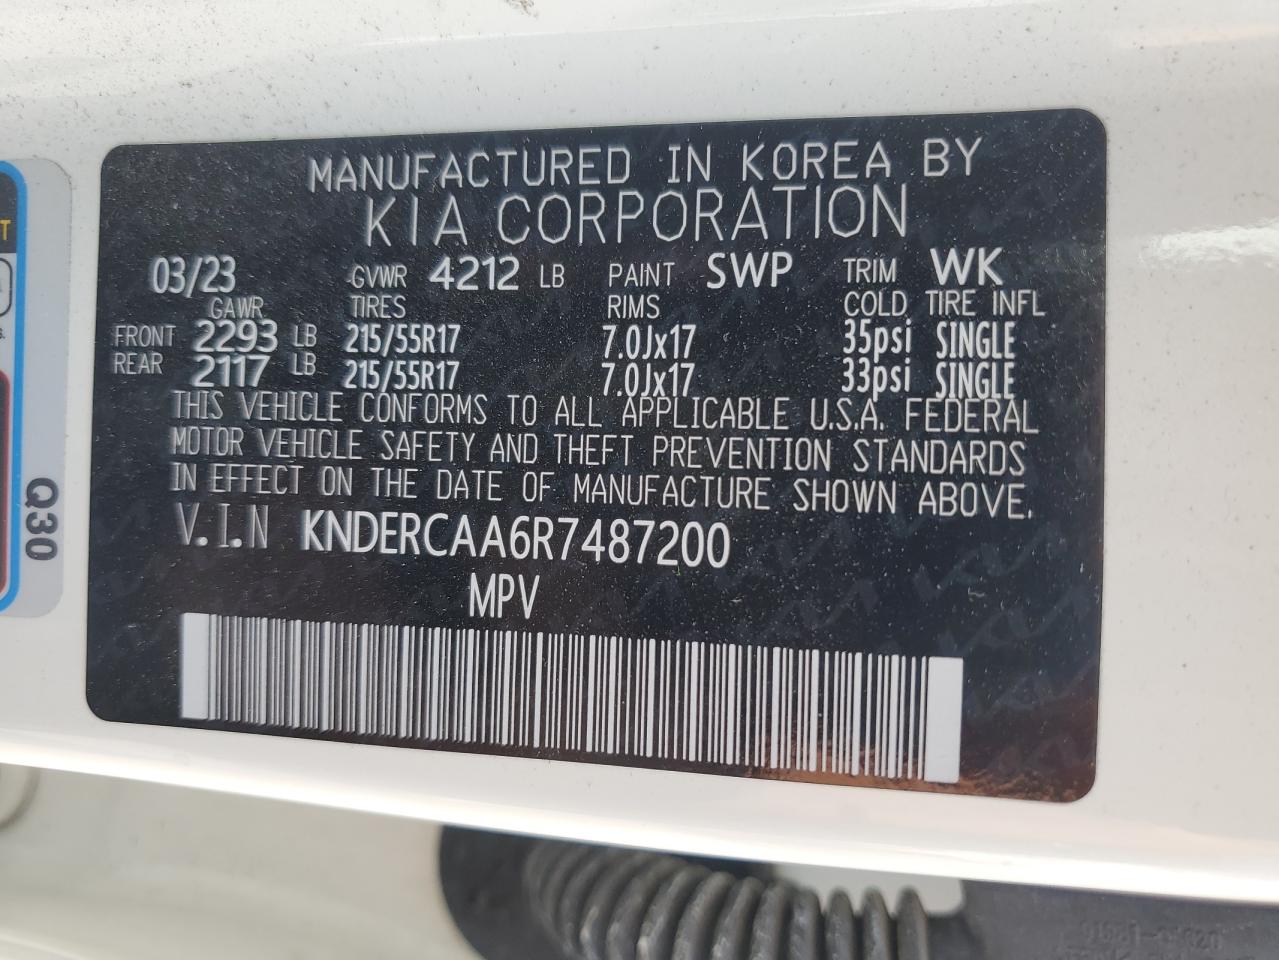 MANUFACTURED IN KOREA BY
KIA CORPORATION
03/23 GVWR 4212 LB PAINT SWP TRIM WK
GAWR TIRES RIMS COLD TIRE INFL
FRONT 2293 LB 215/55R17 7.0Jx17 35psi SINGLE
REAR 2117 LB 215/55R17 7.0Jx17 33psi SINGLE
THIS VEHICLE CONFORMS TO ALL APPLICABLE U.S.A. FEDERAL
MOTOR VEHICLE SAFETY AND THEFT PREVENTION STANDARDS
IN EFFECT ON THE DATE OF MANUFACTURE SHOWN ABOVE.
V.I.N KNDERCAA6R7487200
MPV
Q30